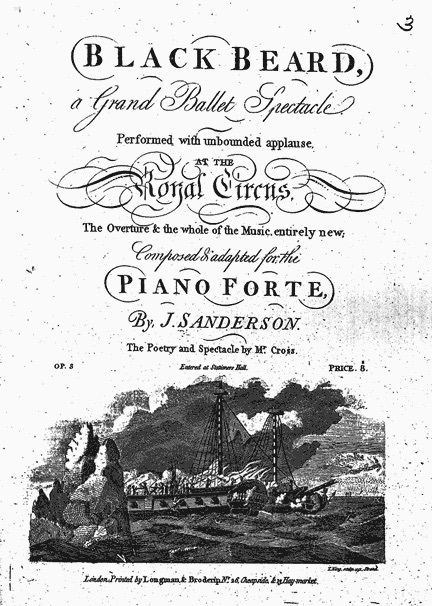 3
BLACK BEARD,
a Grand Ballet Spectacle.
Performed, with unbounded applause,
AT THE
Royal Circus.
The Overture & the whole of the Music, entirely new;
Composed & adapted for, the
PIANO FORTE,
By, J. SANDERSON.
The Poetry and Spectacle by Mr. Cross.
OP. 8
Entered at Stationers Hall.
PRICE. 8s.
London. Printed by Longman, & Broderip, No. 26, Cheapside, & 13, Hay-market.